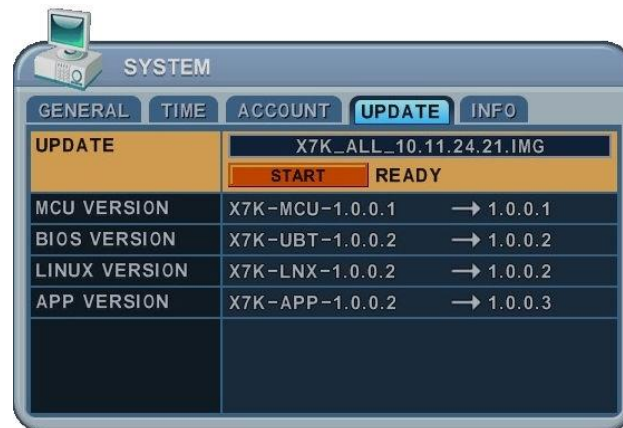 SYSTEM
GENERAL TIME ACCOUNT UPDATE INFO
UPDATE X7K_ALL_10.11.24.21.IMG
START READY
MCU VERSION X7K-MCU-1.0.0.1 → 1.0.0.1
BIOS VERSION X7K-UBT-1.0.0.2 → 1.0.0.2
LINUX VERSION X7K-LNX-1.0.0.2 → 1.0.0.2
APP VERSION X7K-APP-1.0.0.2 → 1.0.0.3